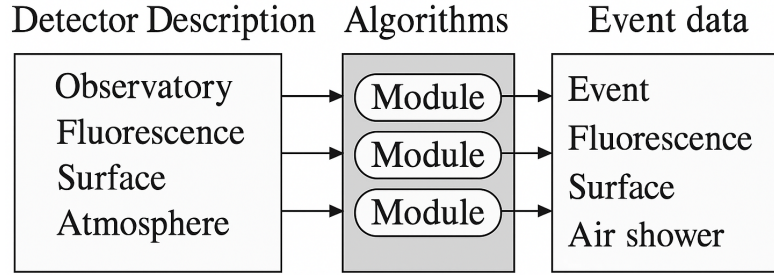 Detector Description
Algorithms
Event data
Observatory
Fluorescence
Surface
Atmosphere
Module
Module
Module
Event
Fluorescence
Surface
Air shower